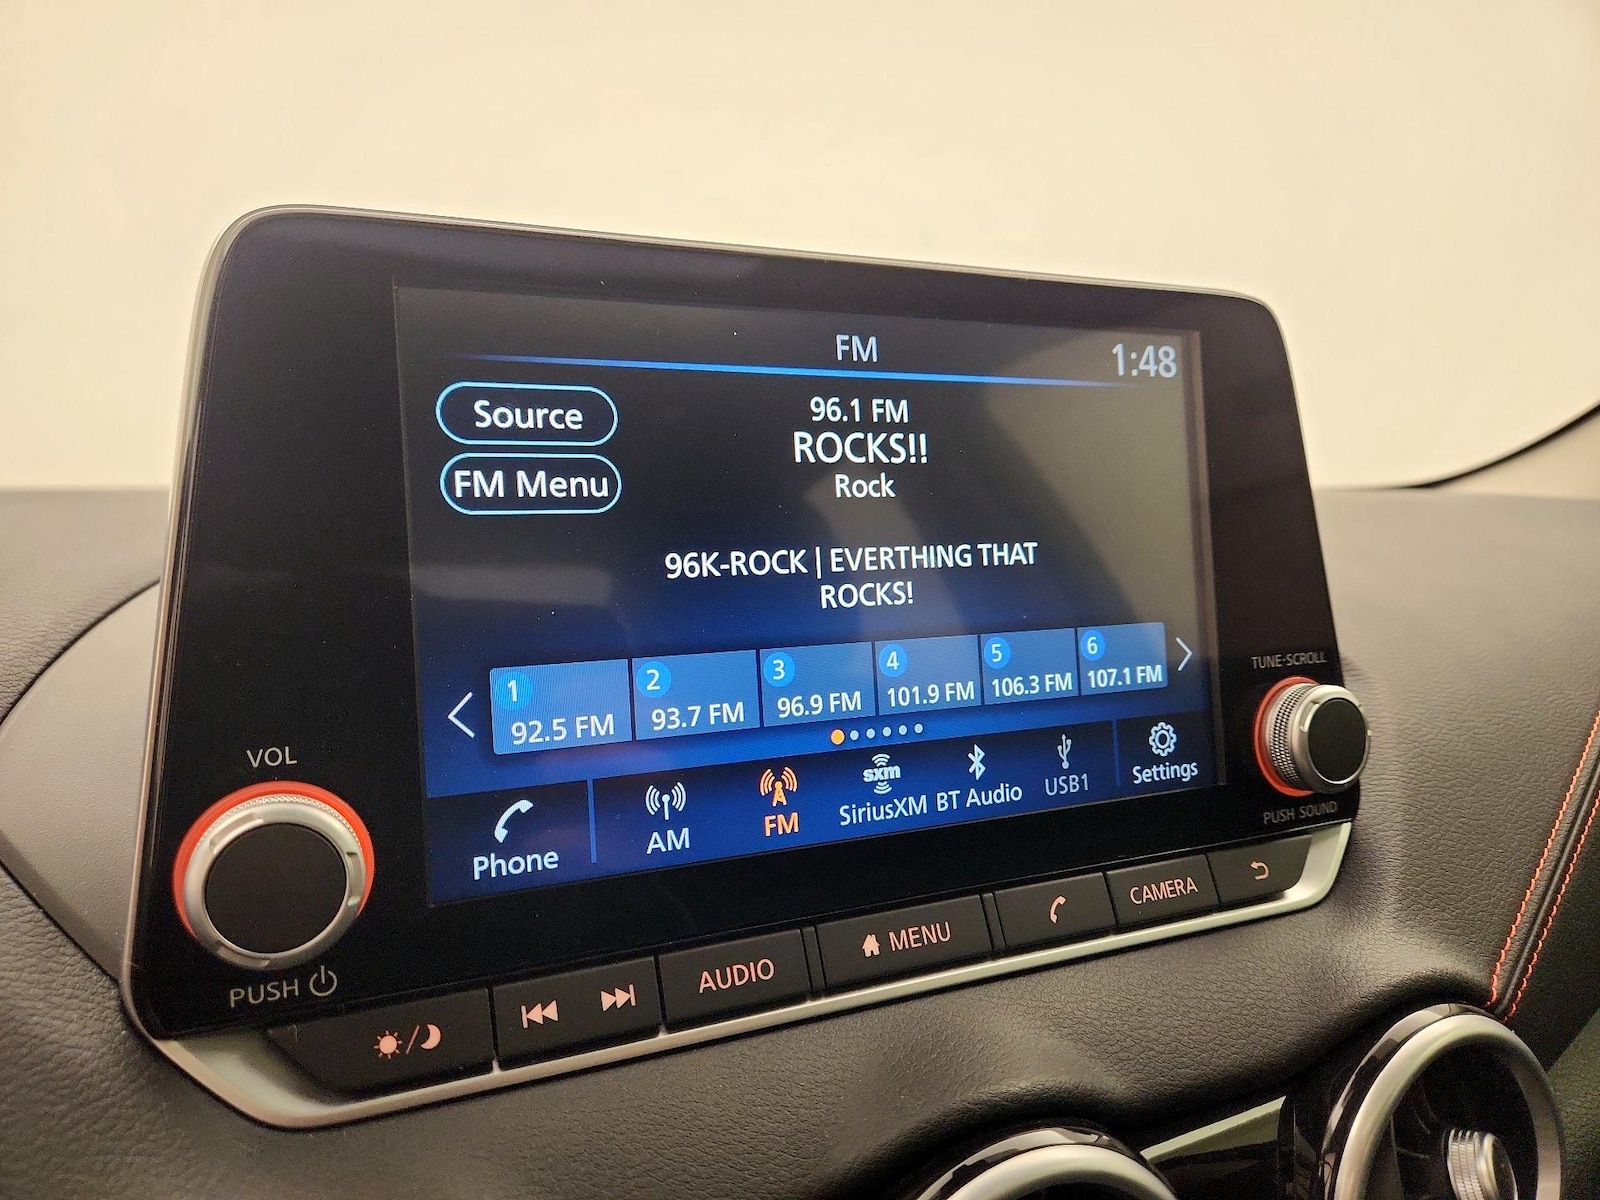 FM
1:48
Source
FM Menu
96.1 FM
ROCKS!!
Rock
96K-ROCK | EVERTHING THAT
ROCKS!
1 2 3 4 5 6
92.5 FM 93.7 FM 96.9 FM 101.9 FM 106.3 FM 107.1 FM
Phone
AM
FM
sxm
SiriusXM
BT Audio
USB1
Settings
VOL
PUSH
TUNE·SCROLL
PUSH SOUND
AUDIO
MENU
CAMERA